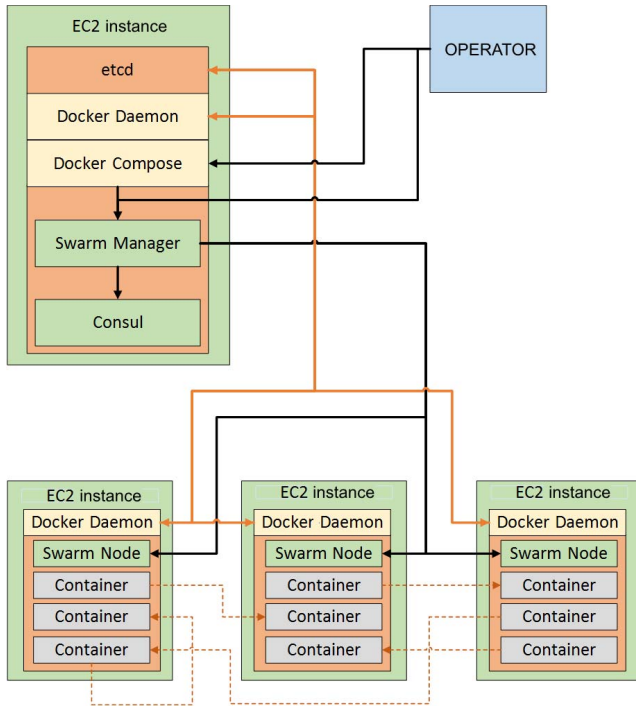 EC2 instance
OPERATOR
etcd
Docker Daemon
Docker Compose
Swarm Manager
Consul
EC2 instance
Docker Daemon
Swarm Node
Container
Container
Container
EC2 instance
Docker Daemon
Swarm Node
Container
Container
Container
EC2 instance
Docker Daemon
Swarm Node
Container
Container
Container